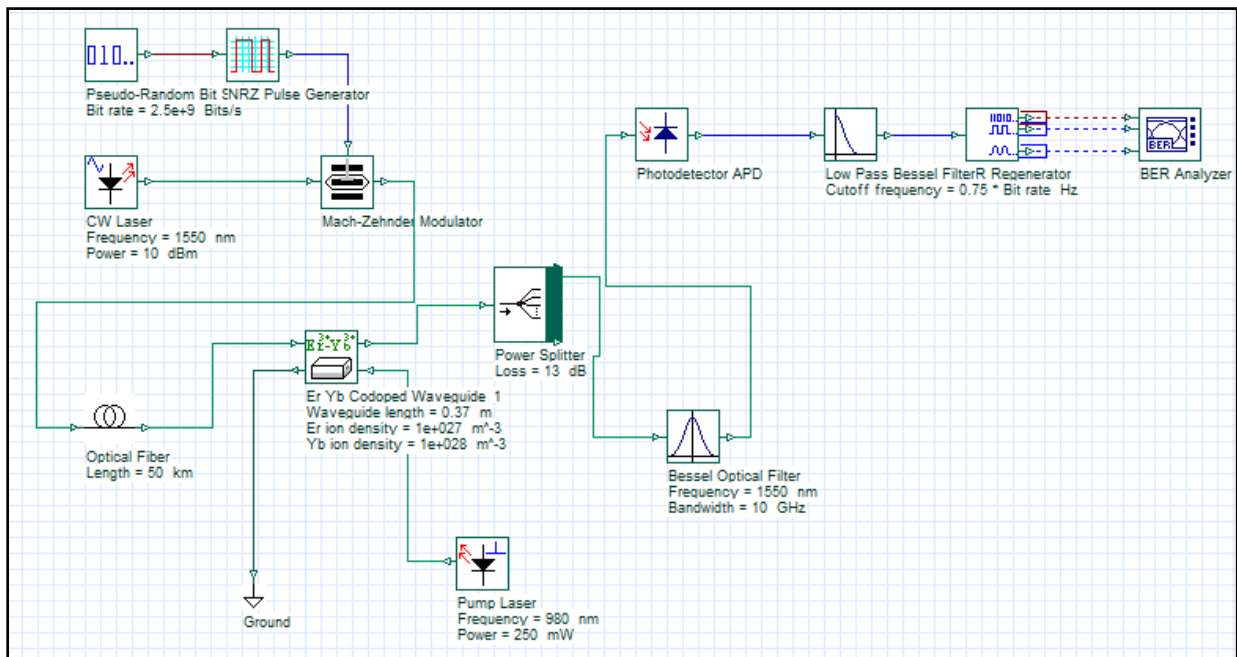 010..
Pseudo-Random Bit SNRZ Pulse Generator
Bit rate = 2.5e+9 Bits/s
CW Laser
Frequency = 1550 nm
Power = 10 dBm
Mach-Zehnder Modulator
Photodetector APD
Low Pass Bessel FilterR Regenerator
Cutoff frequency = 0.75 * Bit rate Hz
BER
BER Analyzer
Power Splitter
Loss = 13 dB
Er Yb Codoped Waveguide_1
Waveguide length = 0.37 m
Er ion density = 1e+027 m^-3
Yb ion density = 1e+028 m^-3
Optical Fiber
Length = 50 km
Bessel Optical Filter
Frequency = 1550 nm
Bandwidth = 10 GHz
Pump Laser
Frequency = 980 nm
Power = 250 mW
Ground